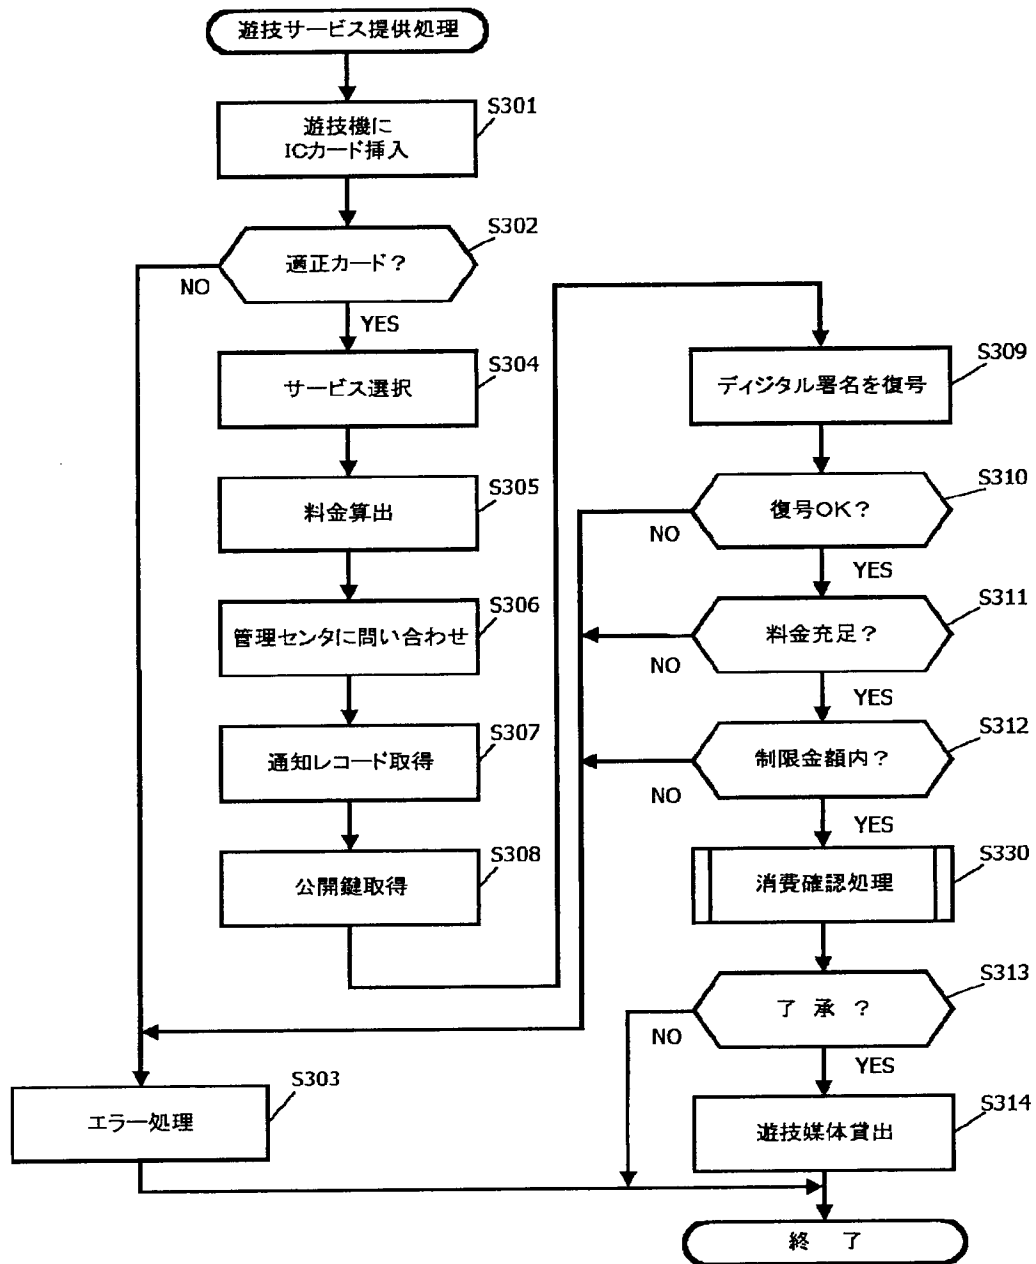 遊技サービス提供処理
S301
遊技機に
ICカード挿入
S302
適正カード？
NO
YES
S304
サービス選択
S305
料金算出
S306
管理センタに問い合わせ
S307
通知レコード取得
S308
公開鍵取得
S303
エラー処理
S309
ディジタル署名を復号
S310
復号OK？
NO
YES
S311
料金充足？
NO
YES
S312
制限金額内？
NO
YES
S330
消費確認処理
S313
了 承 ？
NO
YES
S314
遊技媒体貸出
終 了